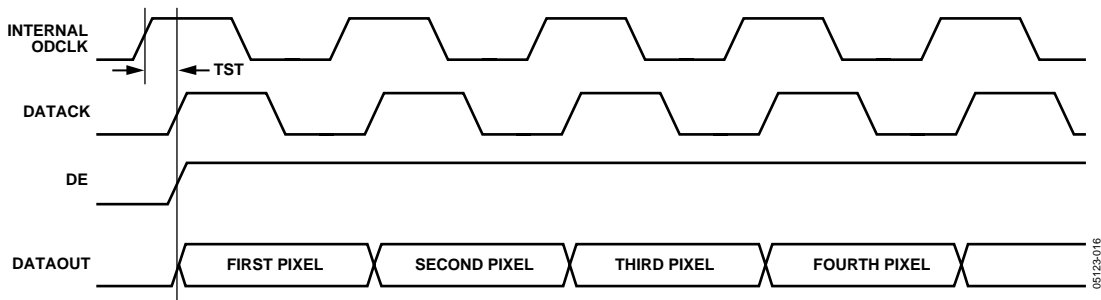 INTERNAL
ODCLK
TST
DATACK
DE
DATAOUT
FIRST PIXEL
SECOND PIXEL
THIRD PIXEL
FOURTH PIXEL
05123-016